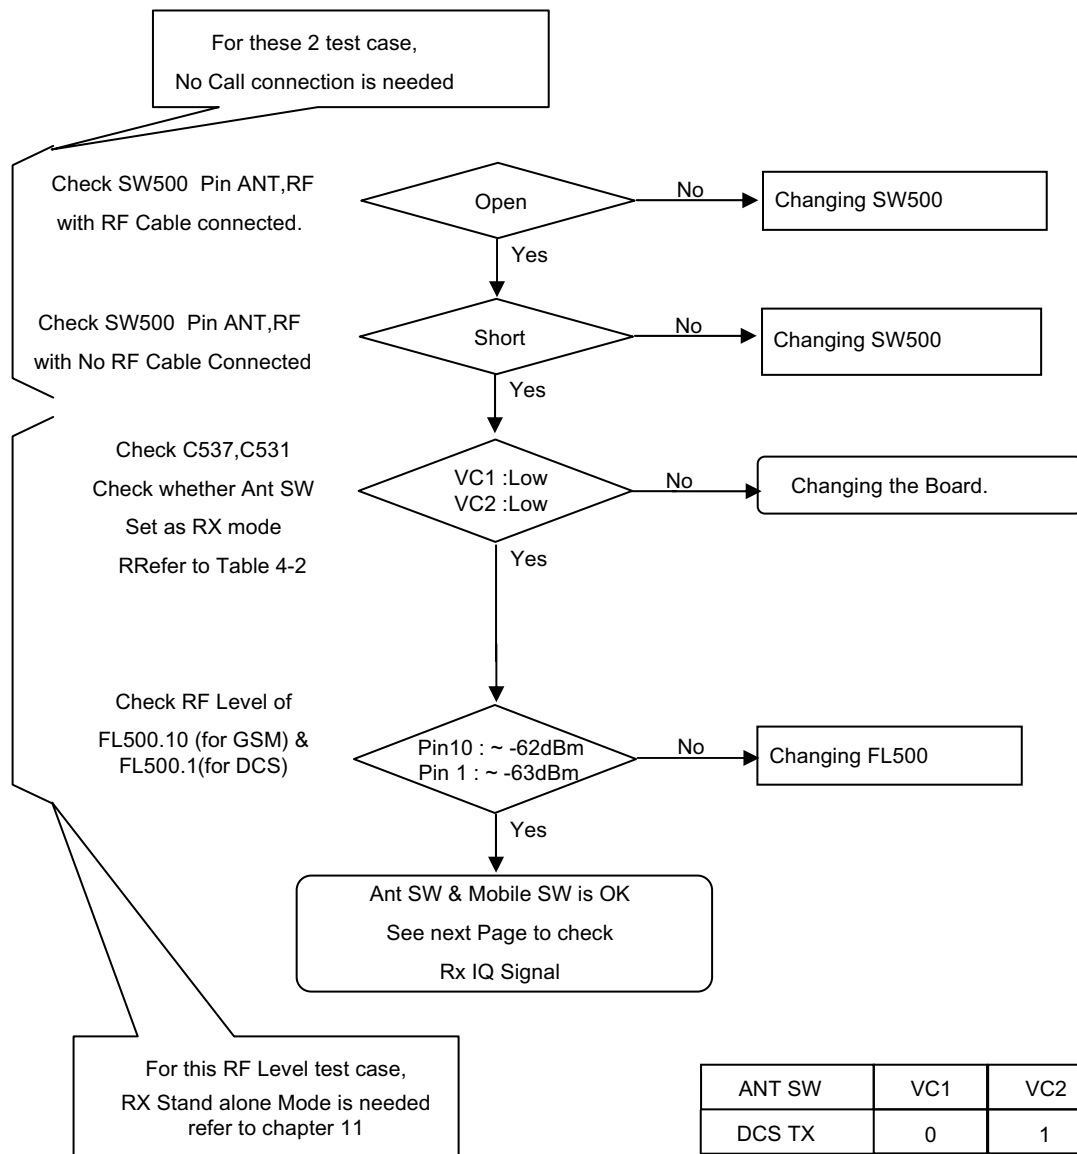 For these 2 test case,
No Call connection is needed
Check SW500 Pin ANT,RF
with RF Cable connected.
Open
No
Changing SW500
Yes
Check SW500 Pin ANT,RF
with No RF Cable Connected
Short
No
Changing SW500
Yes
Check C537,C531
Check whether Ant SW
Set as RX mode
RRefer to Table 4-2
VC1 :Low
VC2 :Low
No
Changing the Board.
Yes
Check RF Level of
FL500.10 (for GSM) &
FL500.1(for DCS)
Pin10 : ~ -62dBm
Pin 1 : ~ -63dBm
No
Changing FL500
Yes
Ant SW & Mobile SW is OK
See next Page to check
Rx IQ Signal
For this RF Level test case,
RX Stand alone Mode is needed
refer to chapter 11
ANT SW VC1 VC2
DCS TX 0 1